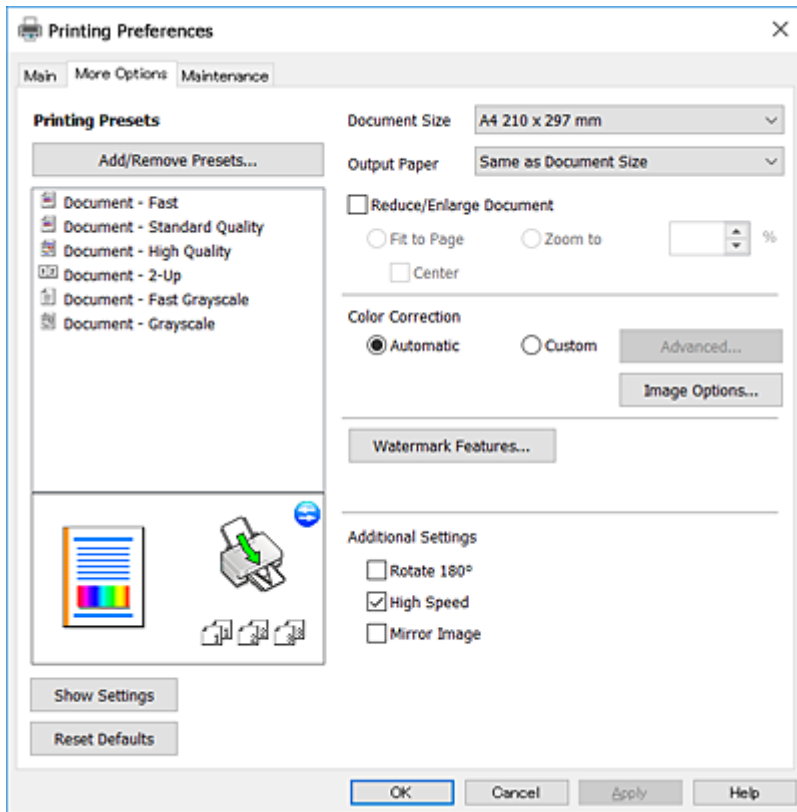 Printing Preferences
Main
More Options
Maintenance
Printing Presets
Add/Remove Presets...
Document - Fast
Document - Standard Quality
Document - High Quality
Document - 2-Up
Document - Fast Grayscale
Document - Grayscale
Show Settings
Reset Defaults
Document Size
A4 210 x 297 mm
Output Paper
Same as Document Size
Reduce/Enlarge Document
Fit to Page
Zoom to
%
Center
Color Correction
Automatic
Custom
Advanced...
Image Options...
Watermark Features...
Additional Settings
Rotate 180°
High Speed
Mirror Image
OK
Cancel
Apply
Help